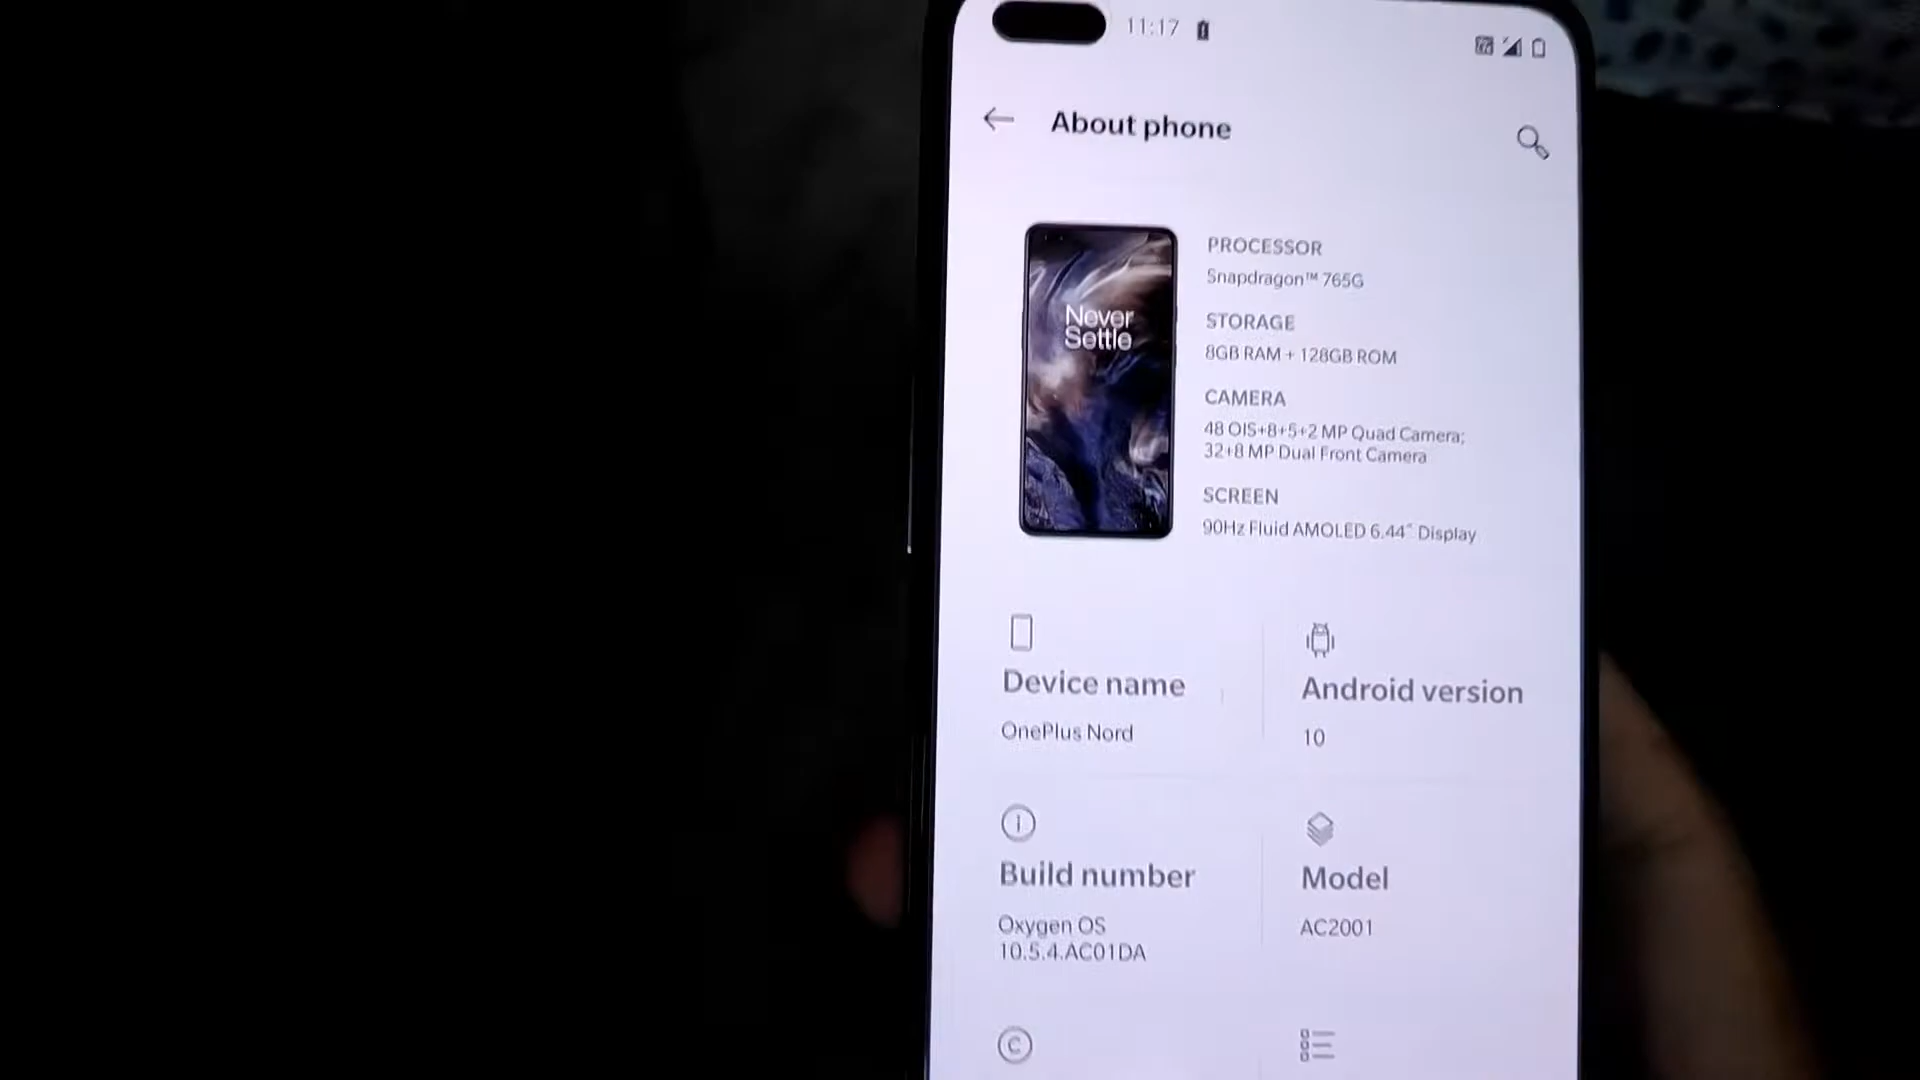 11:17
About phone
Never
Settle
PROCESSOR
Snapdragon™ 765G
STORAGE
8GB RAM + 128GB ROM
CAMERA
48 OIS+8+5+2 MP Quad Camera;
32+8 MP Dual Front Camera
SCREEN
90Hz Fluid AMOLED 6.44" Display
Device name
OnePlus Nord
Android version
10
Build number
Oxygen OS
10.5.4.AC01DA
Model
AC2001